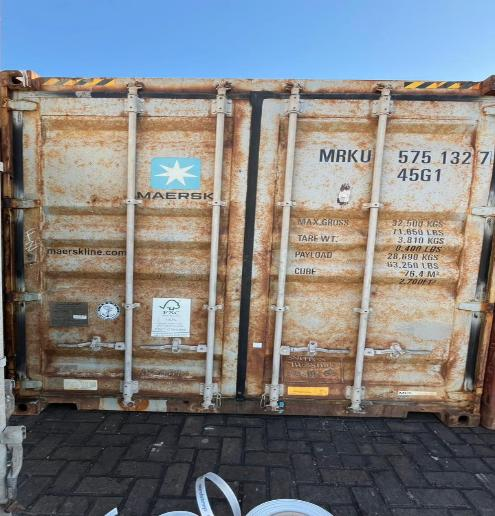 MRKU 575 132 7
45G1
MAERSK
maerskline.com
MAX.GROSS 32.500 KGS
71.650 LBS
TARE WT. 3.810 KGS
8.400 LBS
PAYLOAD 28.690 KGS
63.250 LBS
CUBE 76.4 M³
2.700 FT³
FSC